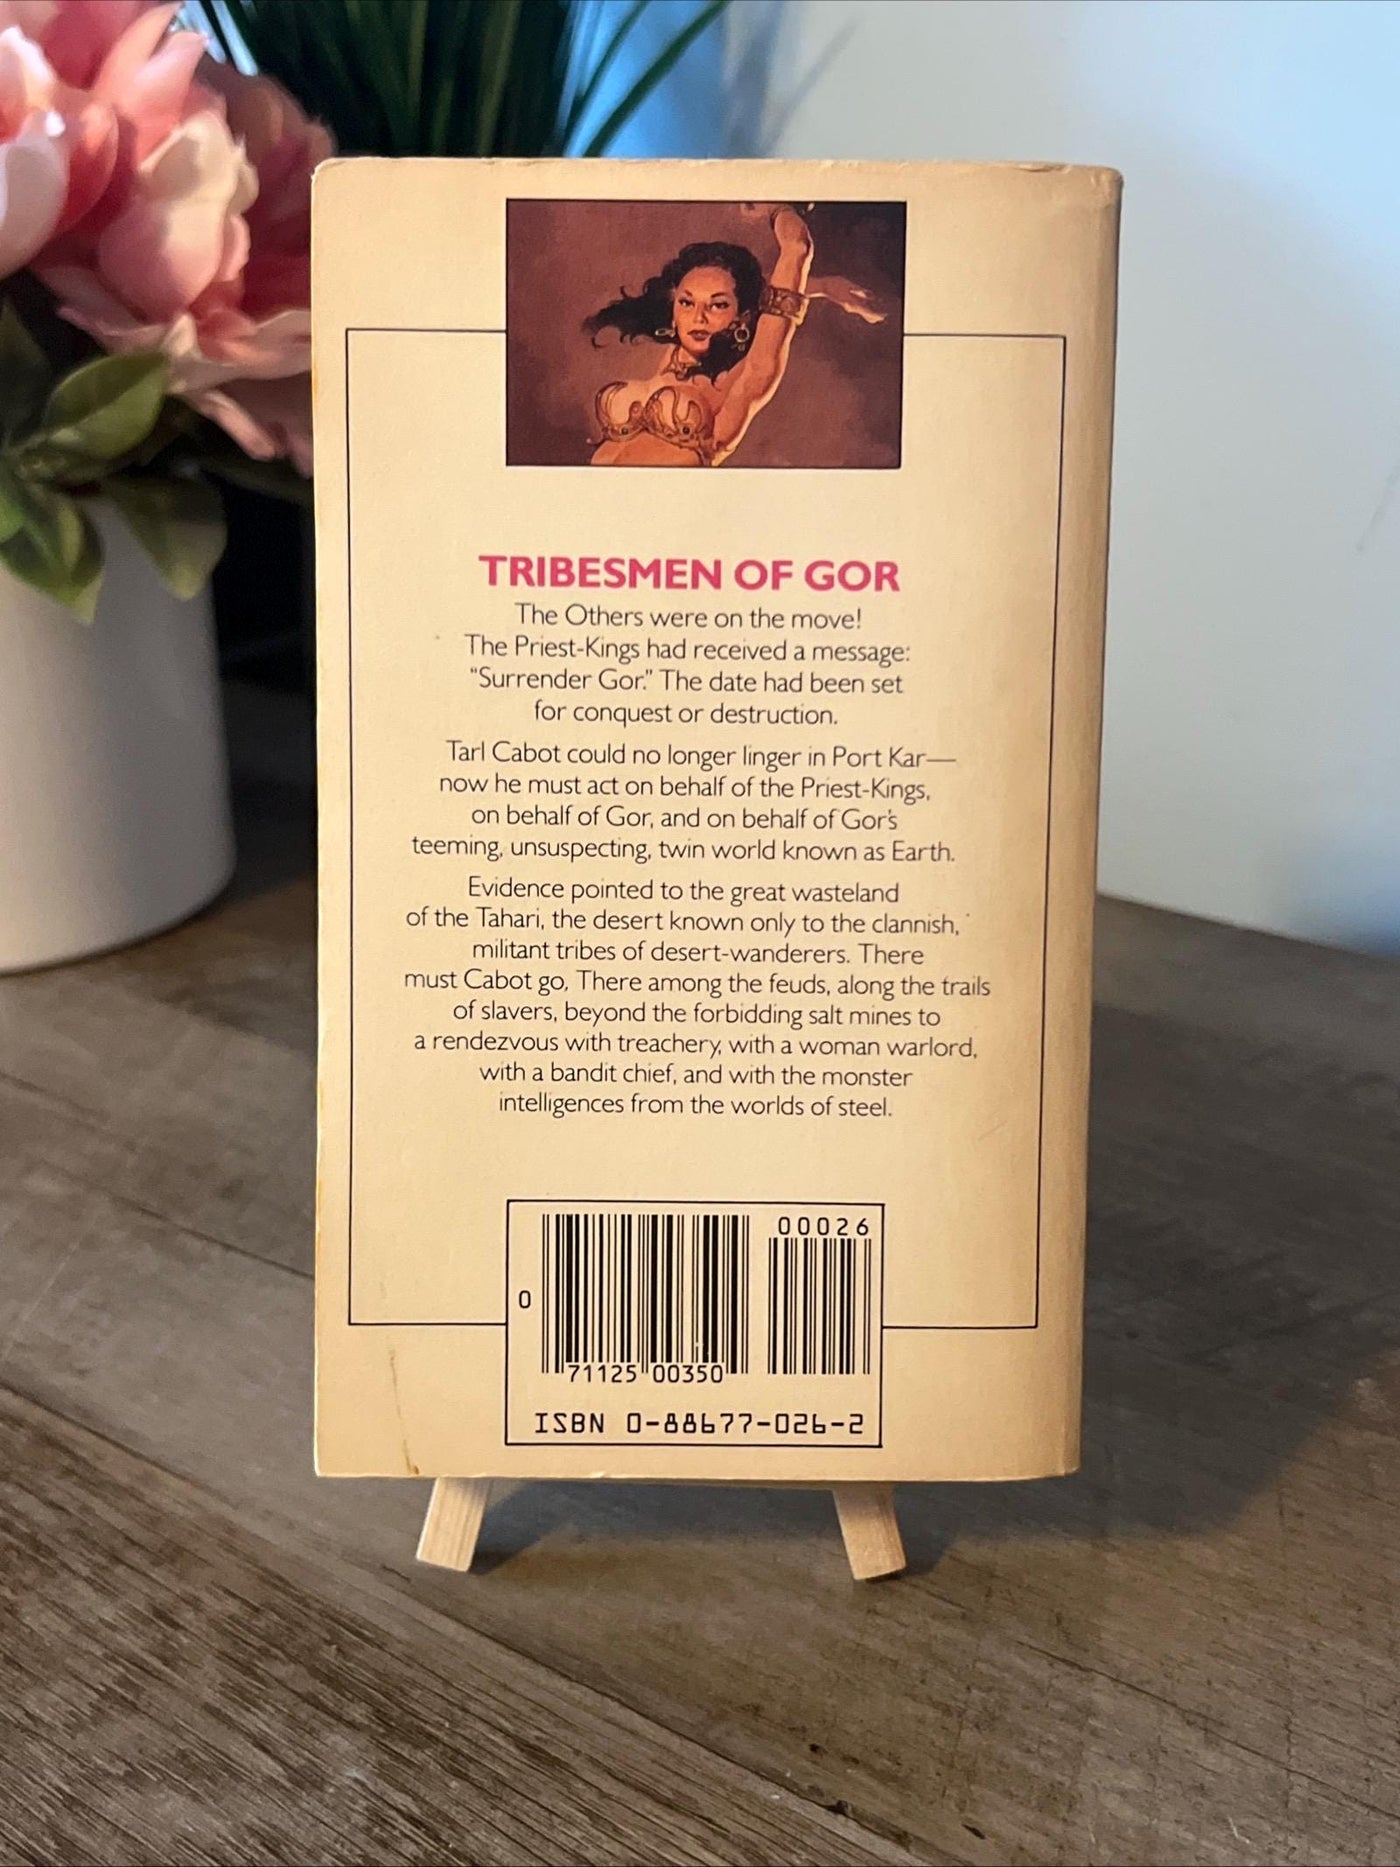 TRIBESMEN OF GOR
The Others were on the move!
The Priest-Kings had received a message:
“Surrender Gor.” The date had been set
for conquest or destruction.
Tarl Cabot could no longer linger in Port Kar—
now he must act on behalf of the Priest-Kings,
on behalf of Gor, and on behalf of Gor's
teeming, unsuspecting, twin world known as Earth.
Evidence pointed to the great wasteland
of the Tahari, the desert known only to the clannish,
militant tribes of desert-wanderers. There
must Cabot go. There among the feuds, along the trails
of slavers, beyond the forbidding salt mines to
a rendezvous with treachery, with a woman warlord,
with a bandit chief, and with the monster
intelligences from the worlds of steel.
00026
0
71125 00350
ISBN 0-88677-026-2